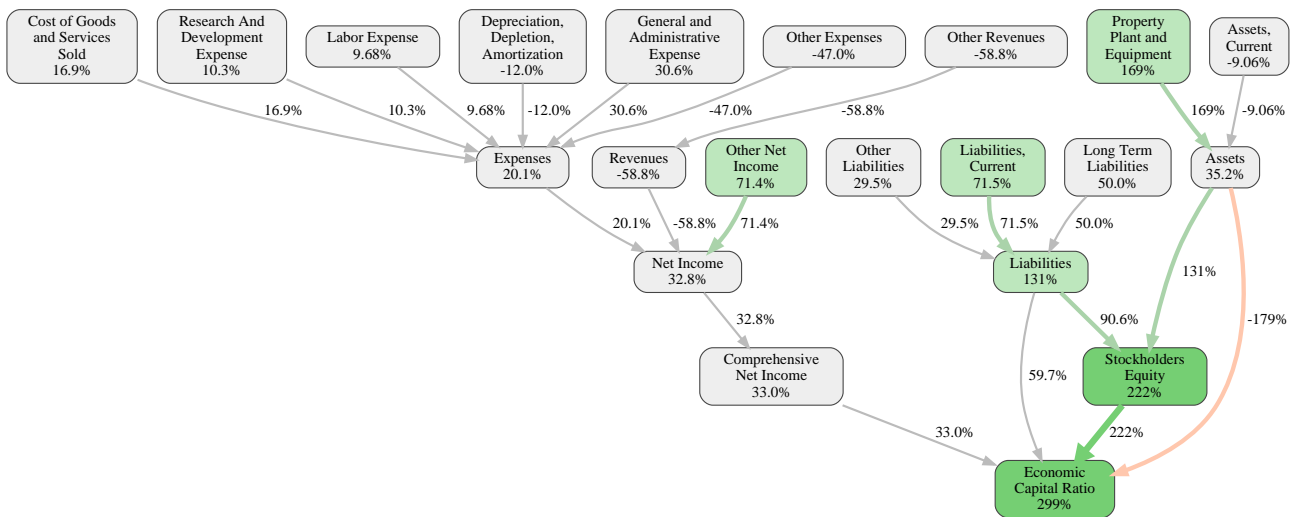 Cost of Goods
and Services
Sold
16.9%
Research And
Development
Expense
10.3%
Labor Expense
9.68%
Depreciation,
Depletion,
Amortization
-12.0%
General and
Administrative
Expense
30.6%
Other Expenses
-47.0%
Other Revenues
-58.8%
Property
Plant and
Equipment
169%
Assets,
Current
-9.06%
16.9%
10.3%
9.68%
-12.0%
30.6%
-47.0%
-58.8%
169%
-9.06%
Expenses
20.1%
Revenues
-58.8%
Other Net
Income
71.4%
Other
Liabilities
29.5%
Liabilities,
Current
71.5%
Long Term
Liabilities
50.0%
Assets
35.2%
20.1%
-58.8%
71.4%
29.5%
71.5%
50.0%
Net Income
32.8%
Liabilities
131%
131%
32.8%
90.6%
-179%
Comprehensive
Net Income
33.0%
59.7%
Stockholders
Equity
222%
33.0%
222%
Economic
Capital Ratio
299%